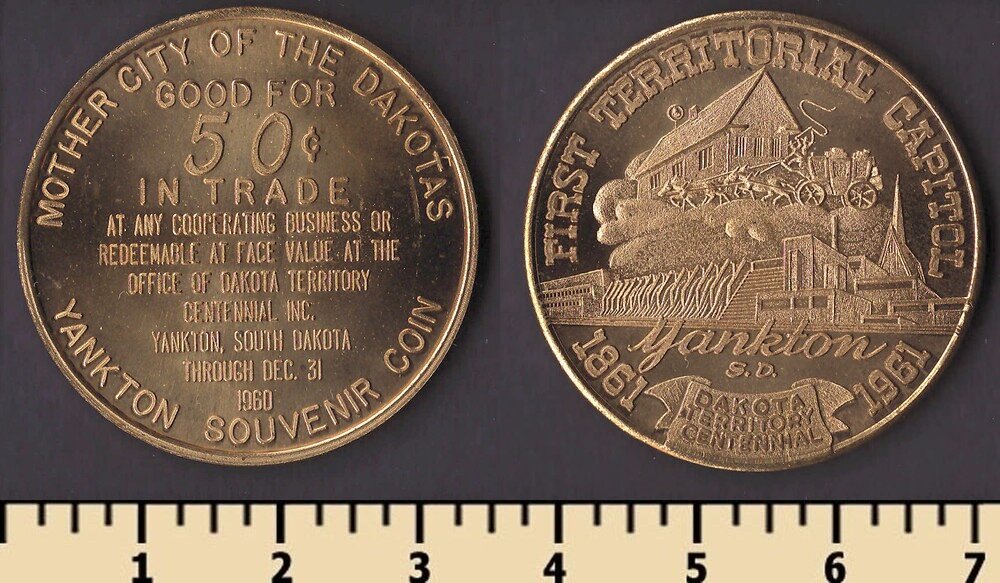 MOTHER CITY OF THE DAKOTAS
GOOD FOR
50¢
IN TRADE
AT ANY COOPERATING BUSINESS OR
REDEEMABLE AT FACE VALUE AT THE
OFFICE OF DAKOTA TERRITORY
CENTENNIAL INC.
YANKTON, SOUTH DAKOTA
THROUGH DEC. 31
1960
YANKTON SOUVENIR COIN
FIRST TERRITORIAL CAPITOL
Yankton
S.D.
1861 1961
DAKOTA
TERRITORY
CENTENNIAL
1 2 3 4 5 6 7